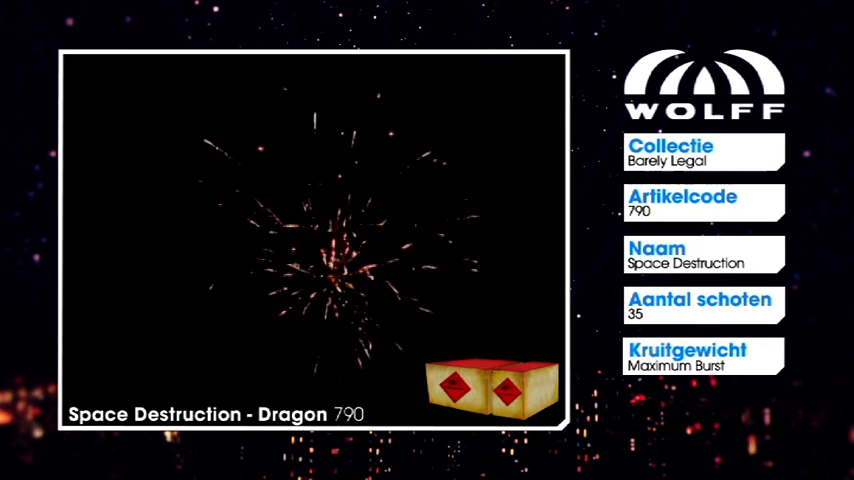 WOLFF
Collectie
Barely Legal
Artikelcode
790
Naam
Space Destruction
Aantal schoten
35
Kruitgewicht
Maximum Burst
Space Destruction - Dragon 790